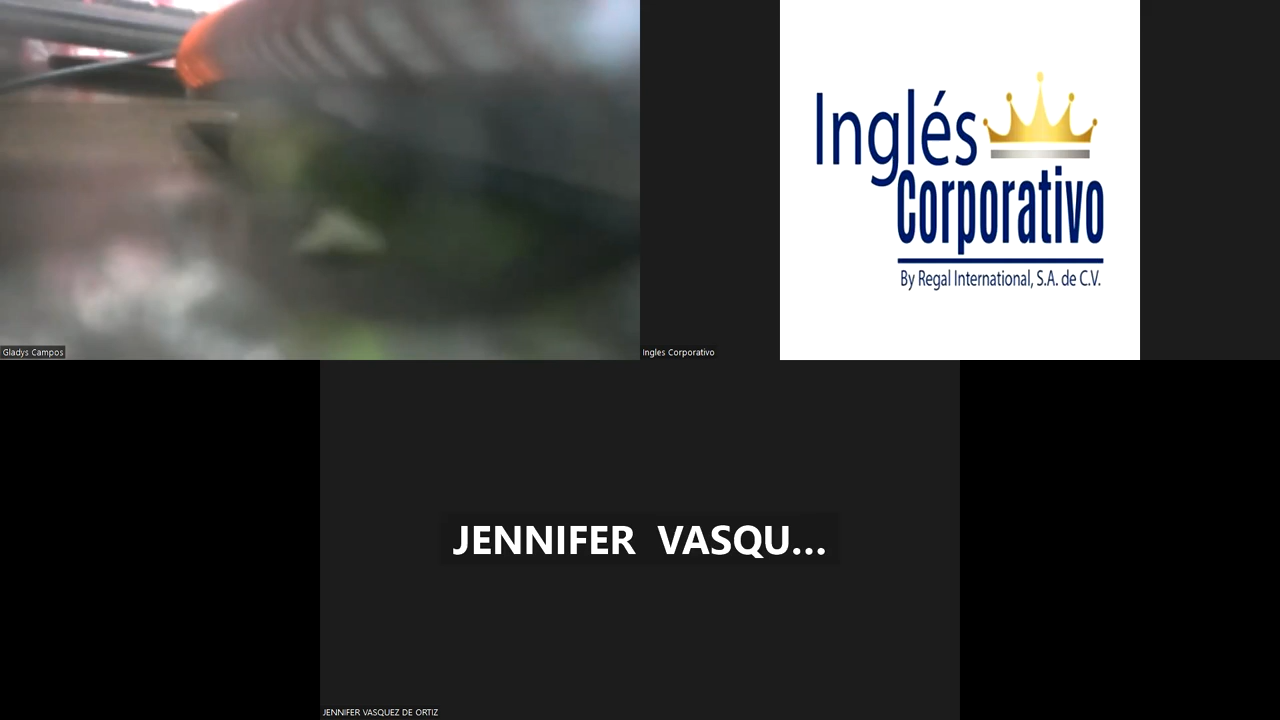 Inglés
Corporativo
By Regal International, S.A. de C.V.
Gladys Campos
Ingles Corporativo
JENNIFER VASQU...
JENNIFER VASQUEZ DE ORTIZ